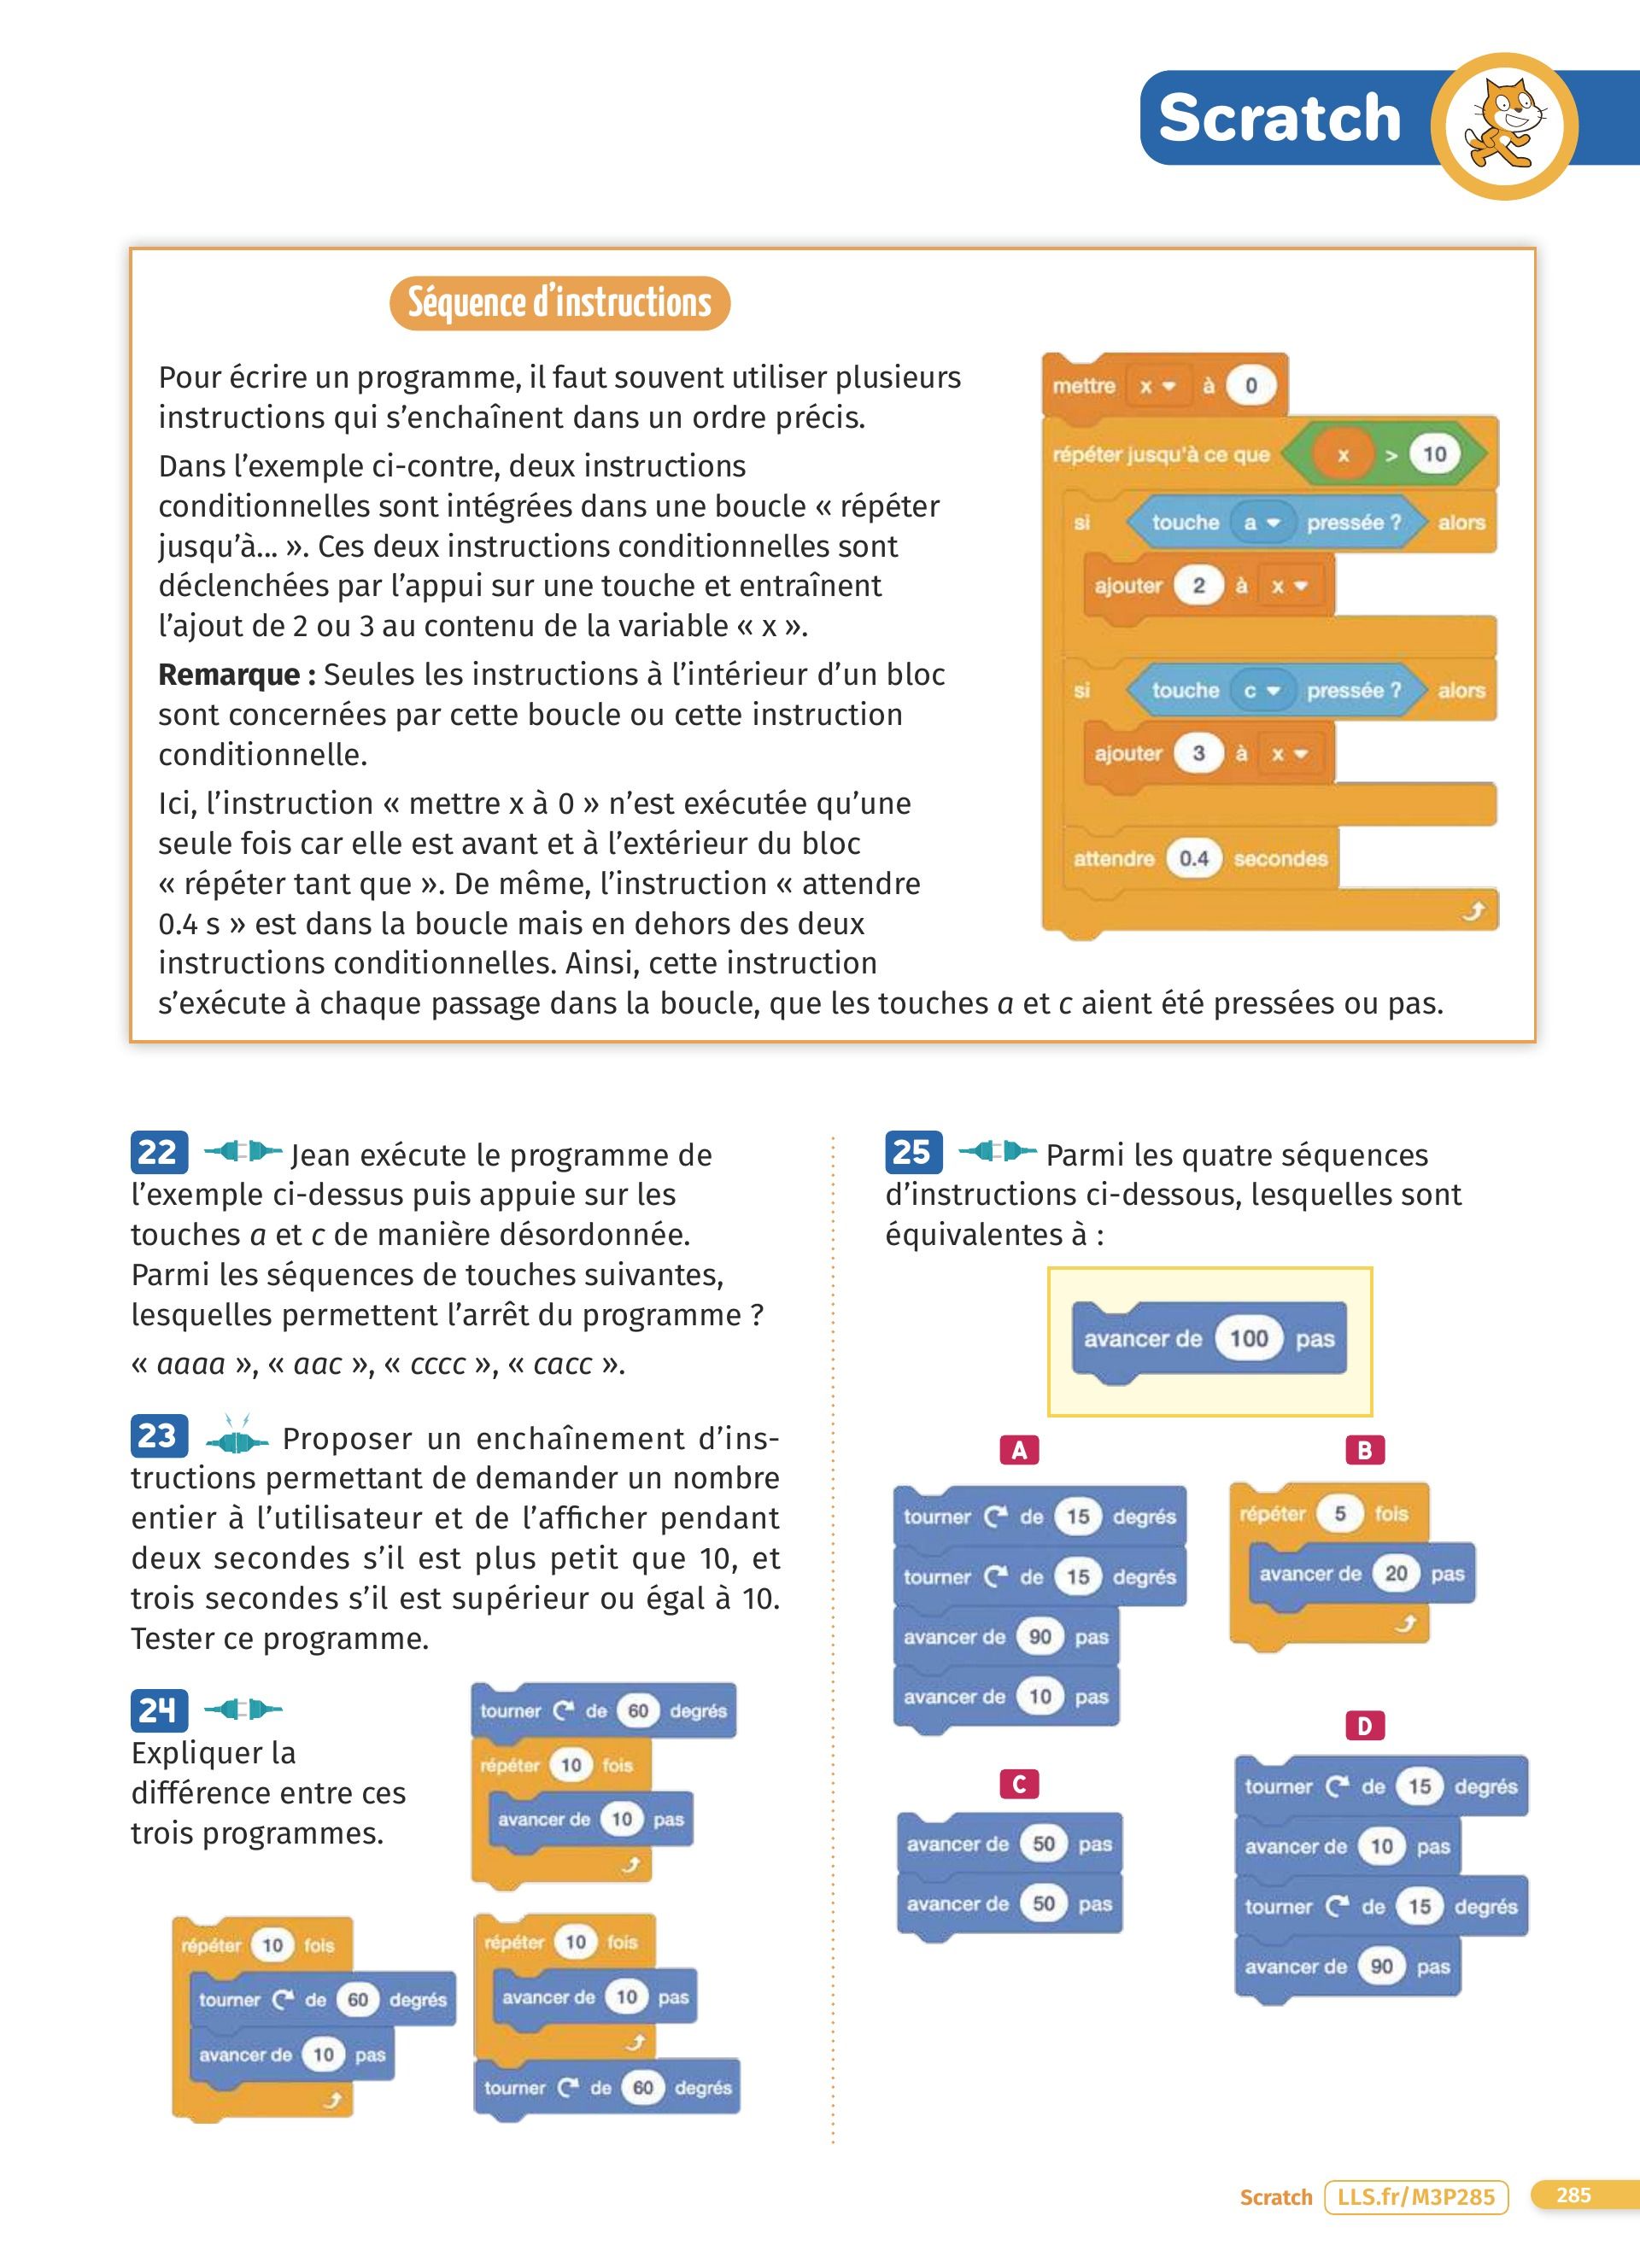 Scratch
Séquence d'instructions
Pour écrire un programme, il faut souvent utiliser plusieurs
instructions qui s'enchaînent dans un ordre précis.
Dans l'exemple ci-contre, deux instructions
conditionnelles sont intégrées dans une boucle « répéter
jusqu'à... ». Ces deux instructions conditionnelles sont
déclenchées par l'appui sur une touche et entraînent
l'ajout de 2 ou 3 au contenu de la variable « x ».
Remarque : Seules les instructions à l'intérieur d'un bloc
sont concernées par cette boucle ou cette instruction
conditionnelle.
Ici, l'instruction « mettre x à 0 » n'est exécutée qu'une
seule fois car elle est avant et à l'extérieur du bloc
« répéter tant que ». De même, l'instruction « attendre
0.4 s » est dans la boucle mais en dehors des deux
instructions conditionnelles. Ainsi, cette instruction
s'exécute à chaque passage dans la boucle, que les touches a et c aient été pressées ou pas.
mettre x à 0
répéter jusqu'à ce que x > 10
si touche a pressée ? alors
ajouter 2 à x
si touche c pressée ? alors
ajouter 3 à x
attendre 0.4 secondes
22 Jean exécute le programme de
l'exemple ci-dessus puis appuie sur les
touches a et c de manière désordonnée.
Parmi les séquences de touches suivantes,
lesquelles permettent l'arrêt du programme ?
« aaaa », « aac », « cccc », « cacc ».
23 Proposer un enchaînement d'ins-
tructions permettant de demander un nombre
entier à l'utilisateur et de l'afficher pendant
deux secondes s'il est plus petit que 10, et
trois secondes s'il est supérieur ou égal à 10.
Tester ce programme.
24
Expliquer la
différence entre ces
trois programmes.
tourner de 60 degrés
répéter 10 fois
avancer de 10 pas
répéter 10 fois
tourner de 60 degrés
avancer de 10 pas
répéter 10 fois
avancer de 10 pas
tourner de 60 degrés
25 Parmi les quatre séquences
d'instructions ci-dessous, lesquelles sont
équivalentes à :
avancer de 100 pas
A
tourner de 15 degrés
tourner de 15 degrés
avancer de 90 pas
avancer de 10 pas
B
répéter 5 fois
avancer de 20 pas
C
avancer de 50 pas
avancer de 50 pas
D
tourner de 15 degrés
avancer de 10 pas
tourner de 15 degrés
avancer de 90 pas
Scratch LLS.fr/M3P285 285